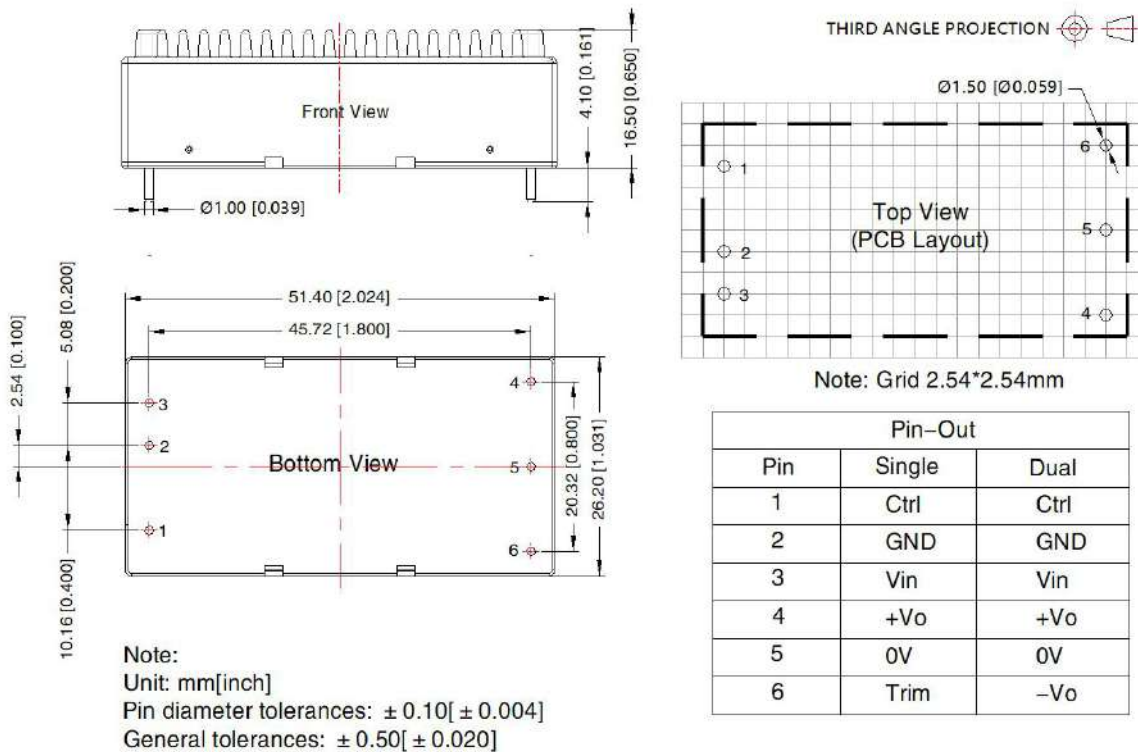 THIRD ANGLE PROJECTION
Front View
4.10 [0.161]
16.50 [0.650]
Ø1.00 [0.039]
Ø1.50 [Ø0.059]
6
1
Top View
(PCB Layout)
5
2
3
4
Note: Grid 2.54*2.54mm
51.40 [2.024]
45.72 [1.800]
5.08 [0.200]
2.54 [0.100]
10.16 [0.400]
3
2
1
Bottom View
4
5
6
20.32 [0.800]
26.20 [1.031]
Pin–Out
Pin Single Dual
1 Ctrl Ctrl
2 GND GND
3 Vin Vin
4 +Vo +Vo
5 0V 0V
6 Trim –Vo
Note:
Unit: mm[inch]
Pin diameter tolerances: ± 0.10[ ± 0.004]
General tolerances: ± 0.50[ ± 0.020]